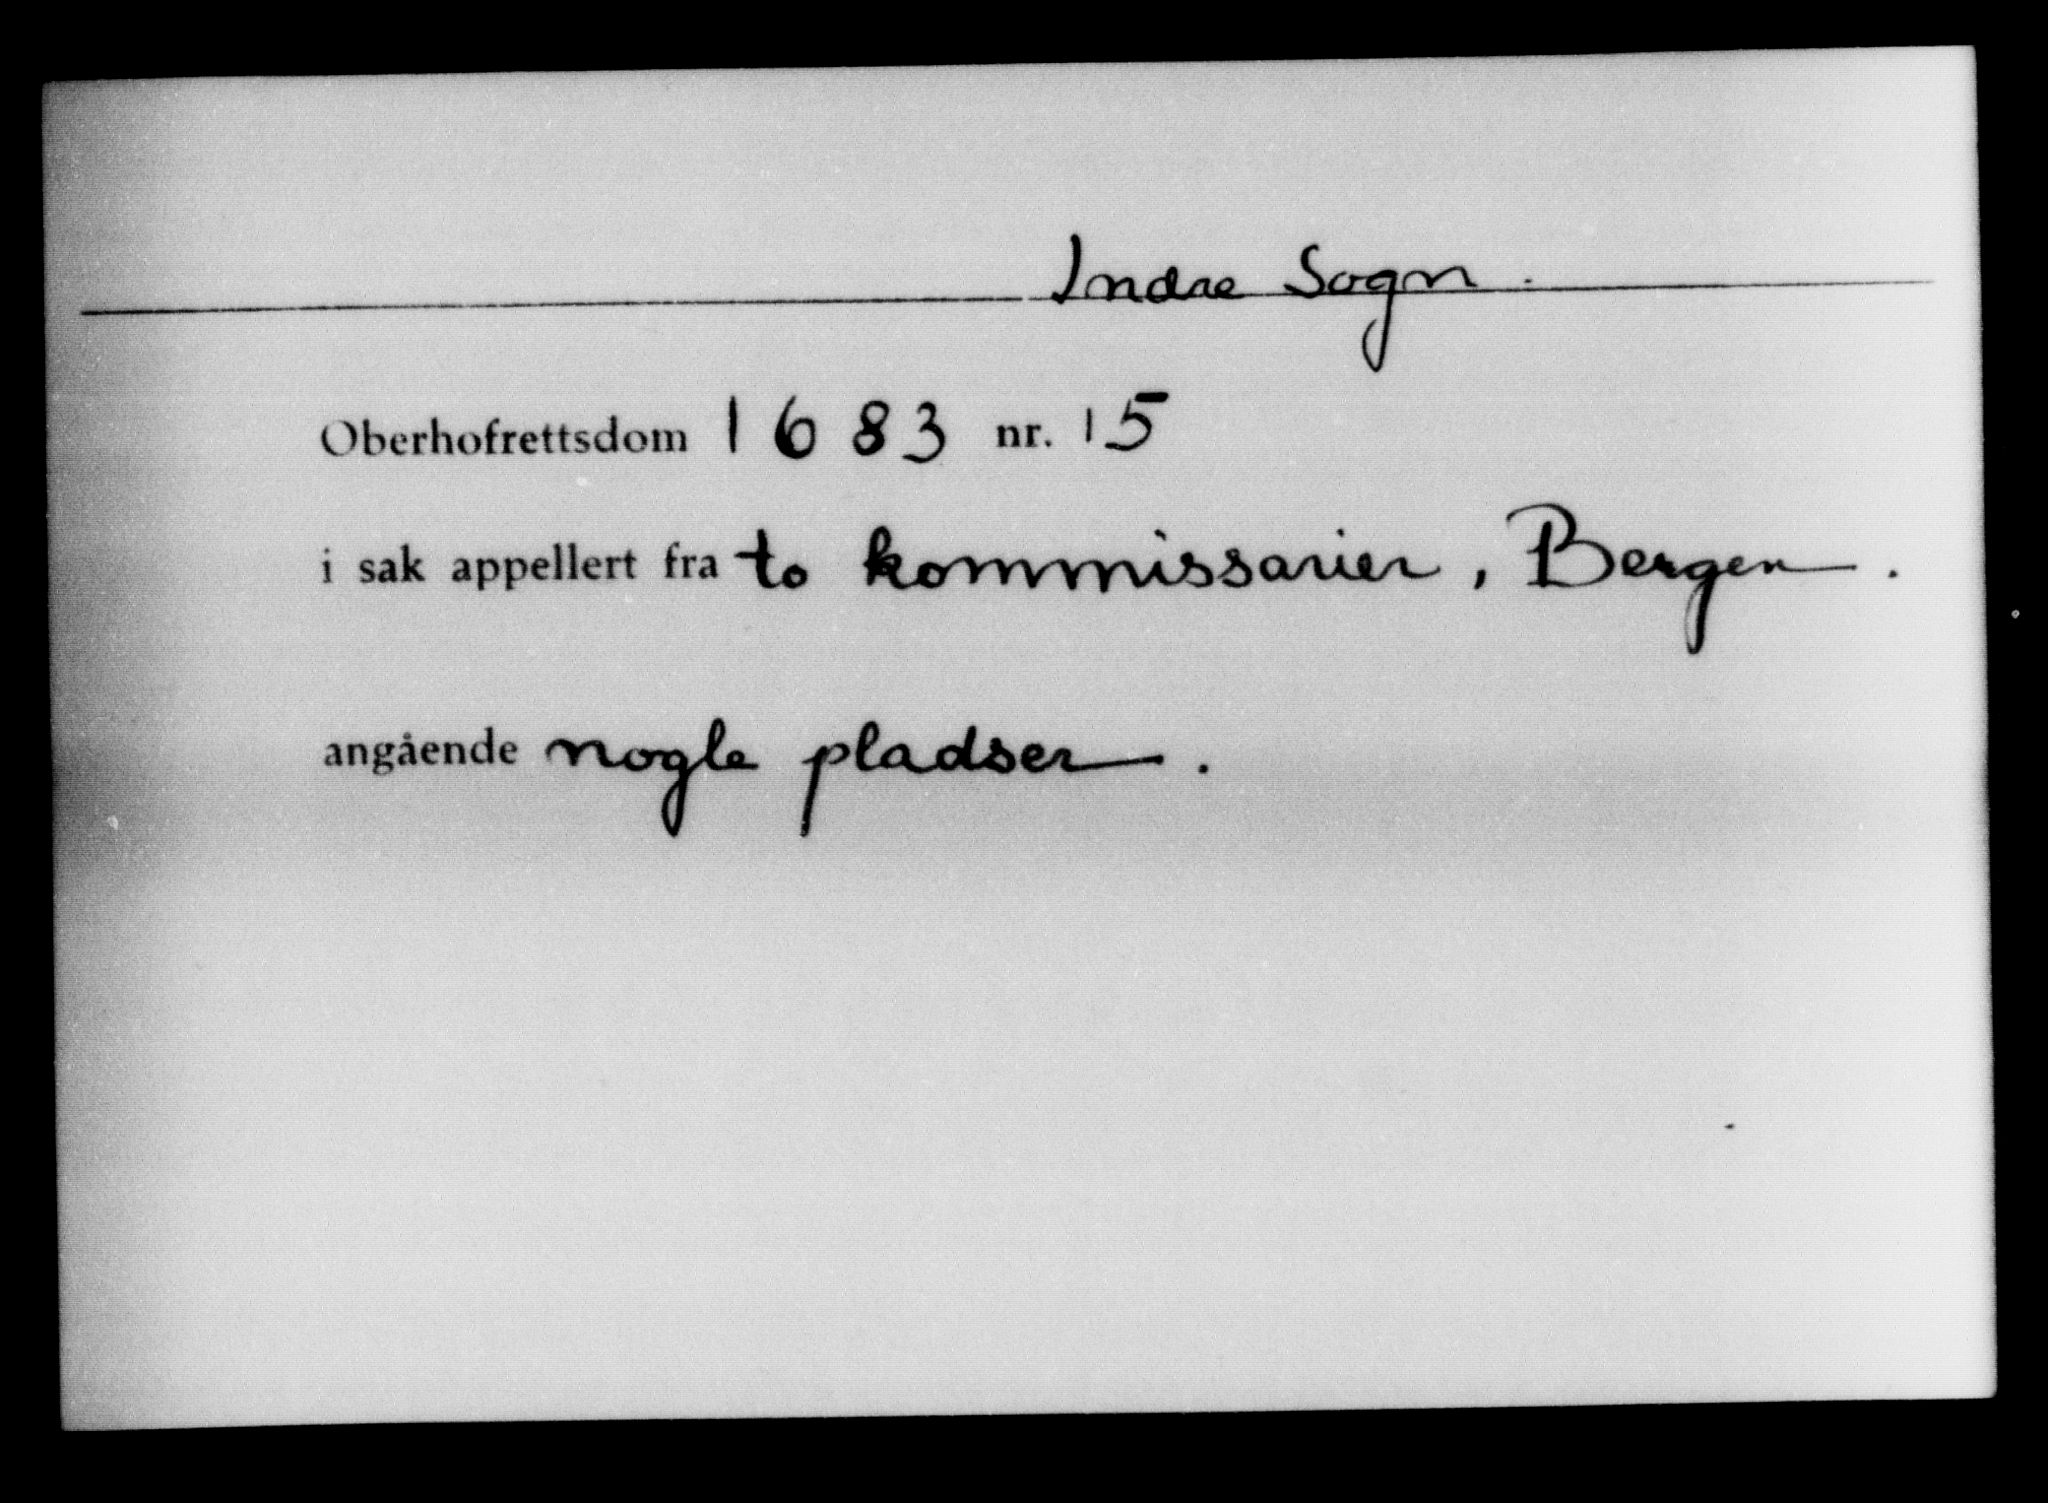 Indre Sogn.
Oberhofrettsdom 1683 nr. 15
i sak appellert fra to kommissarier, Bergen.
angående nogle pladser.